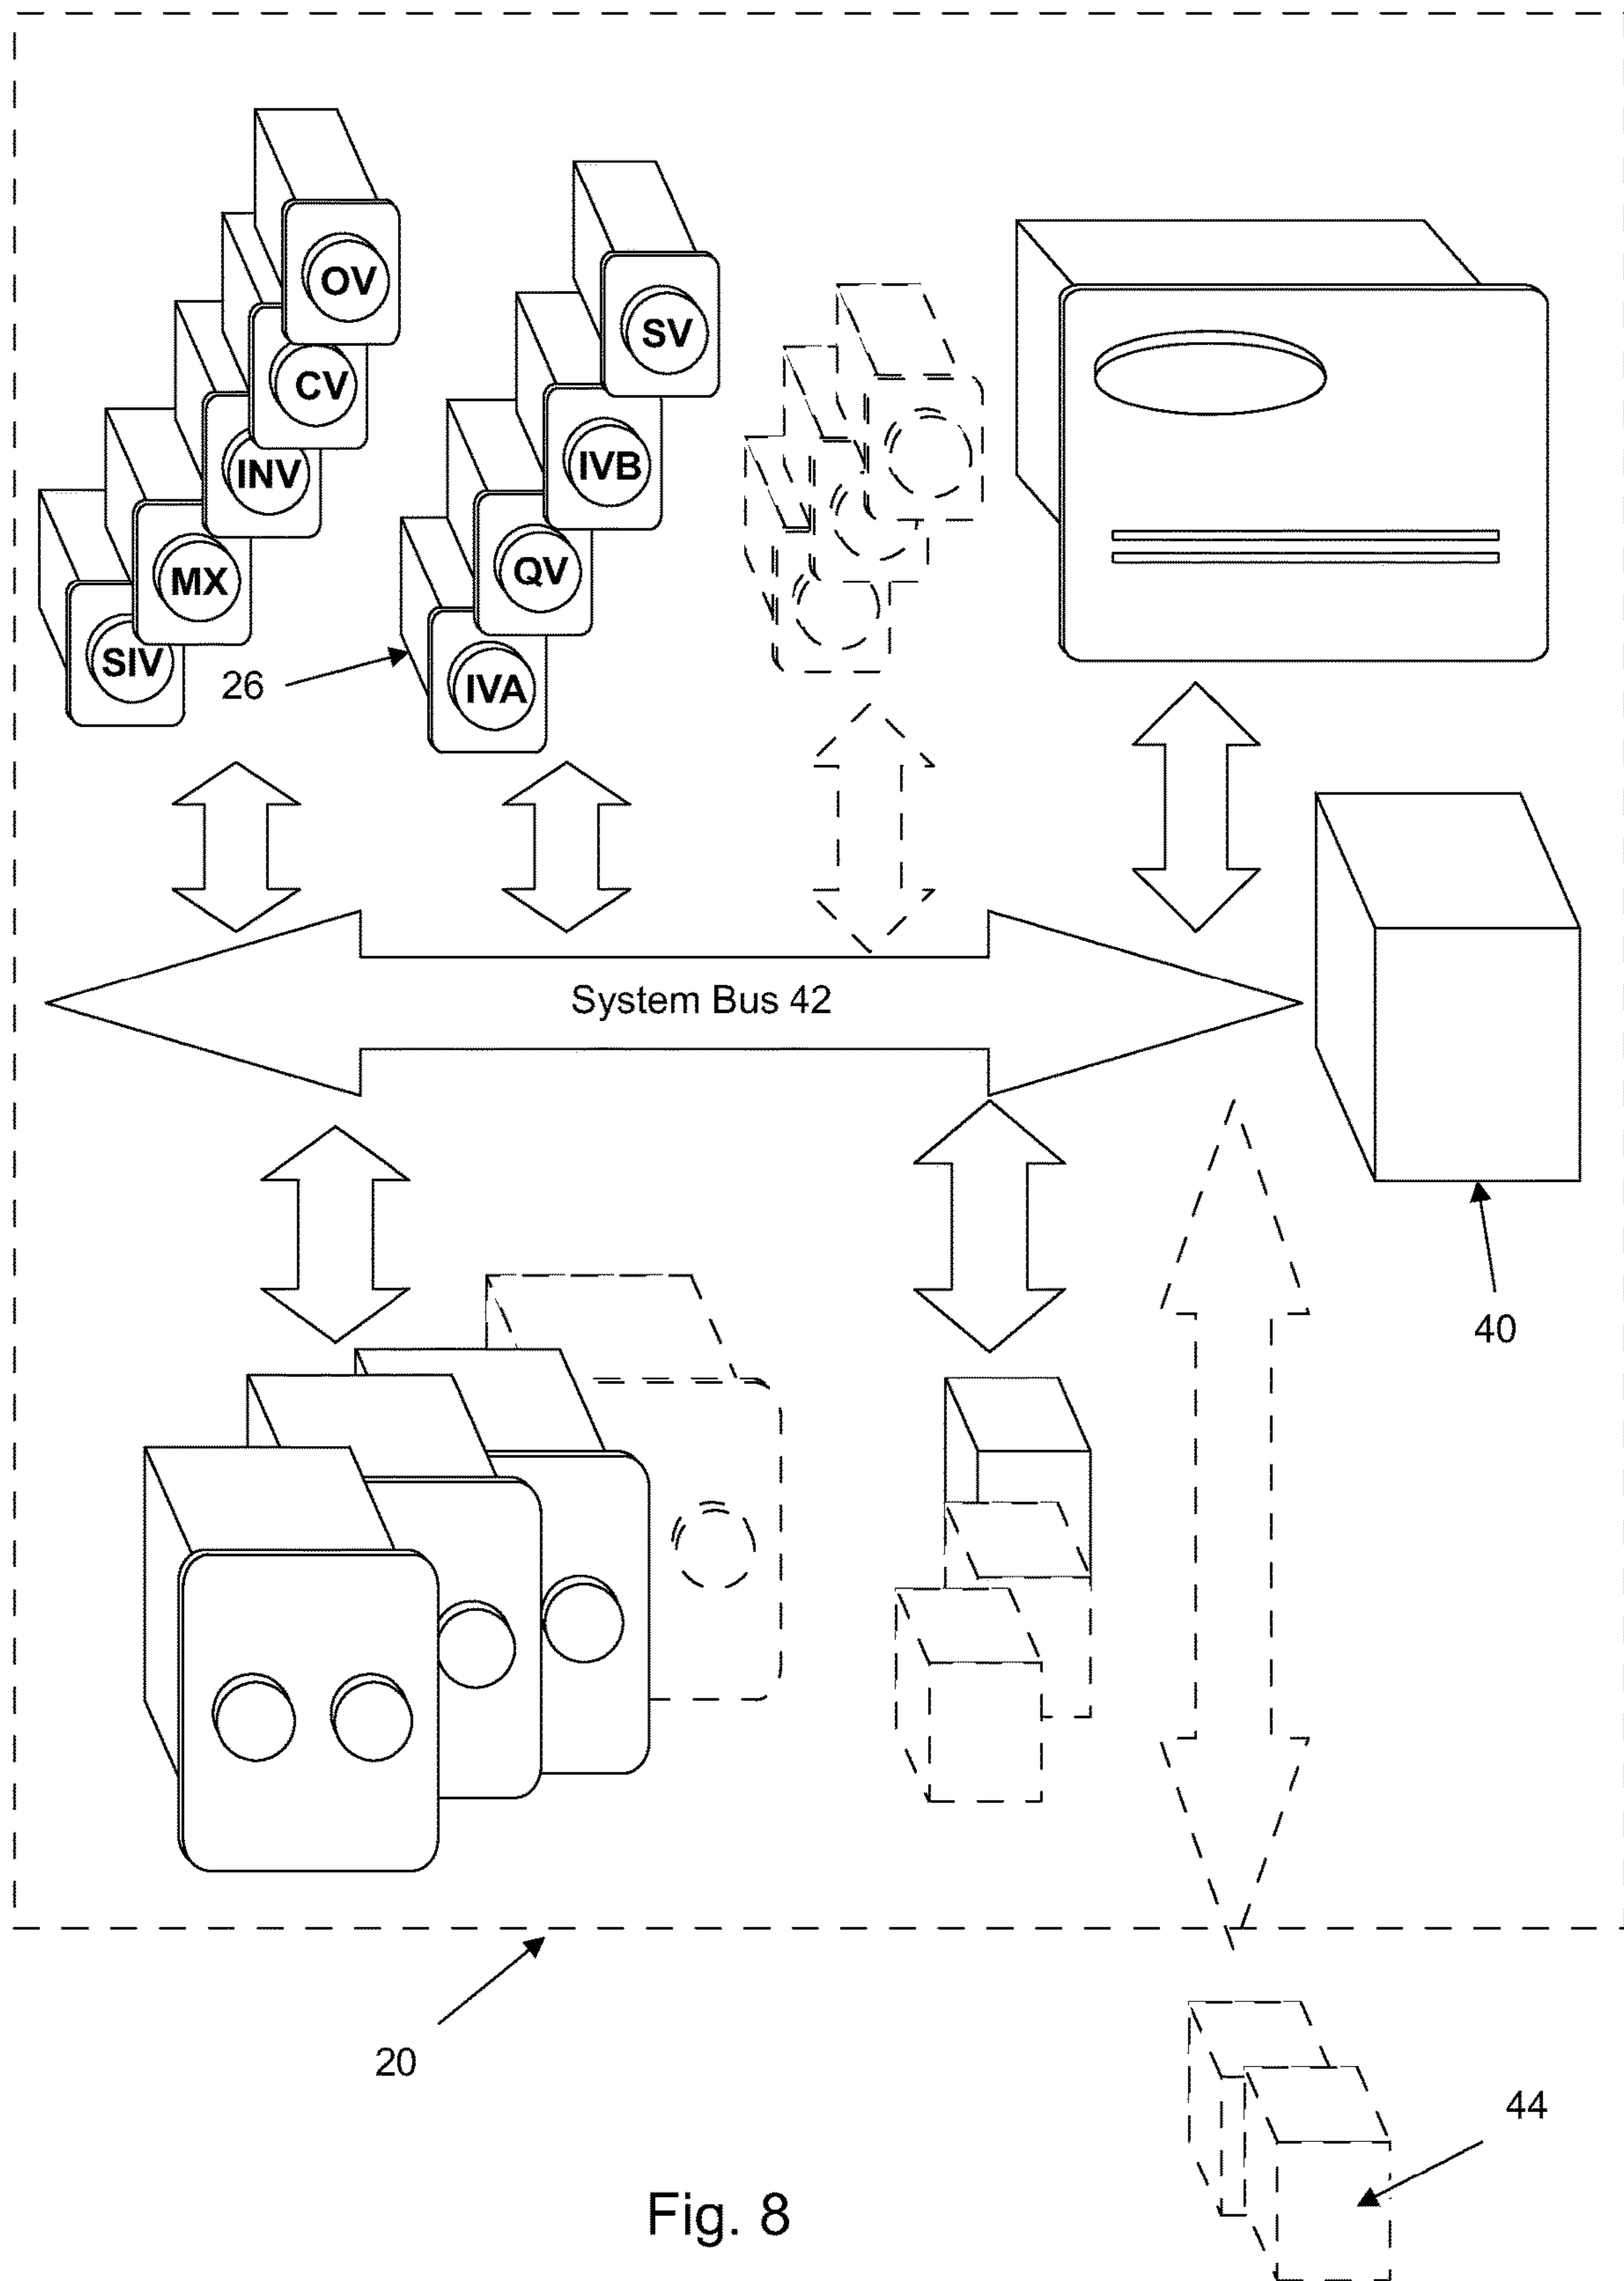 OV
SV
CV
IVB
INV
QV
MX
SIV
26
IVA
System Bus 42
40
20
44
Fig. 8